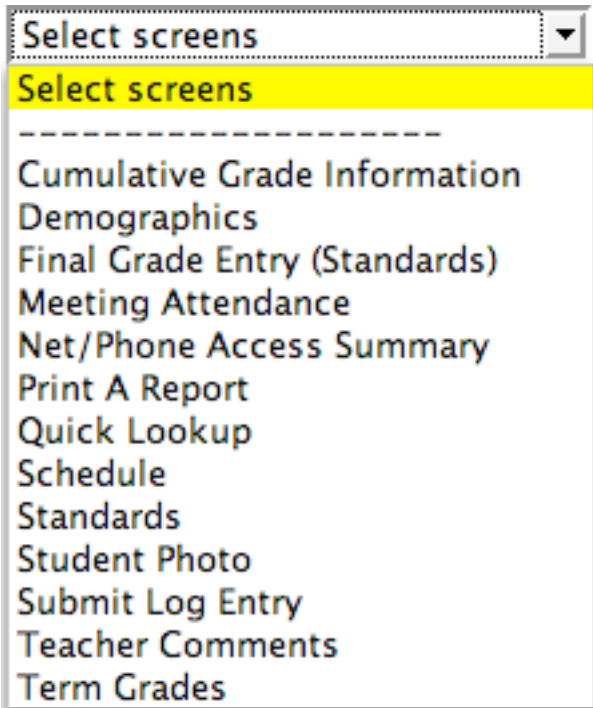 Select screens
Select screens
---------------------
Cumulative Grade Information
Demographics
Final Grade Entry (Standards)
Meeting Attendance
Net/Phone Access Summary
Print A Report
Quick Lookup
Schedule
Standards
Student Photo
Submit Log Entry
Teacher Comments
Term Grades